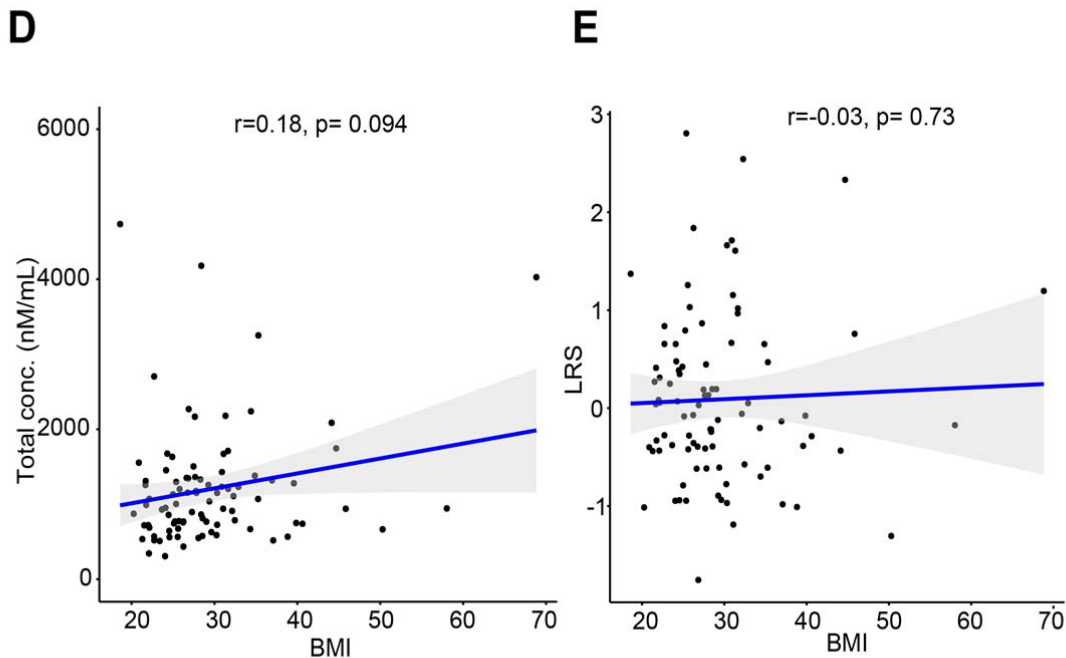 D
r=0.18, p= 0.094
6000
4000
2000
0
Total conc. (nM/mL)
20 30 40 50 60 70
BMI
E
r=-0.03, p= 0.73
3
2
1
0
-1
LRS
20 30 40 50 60 70
BMI